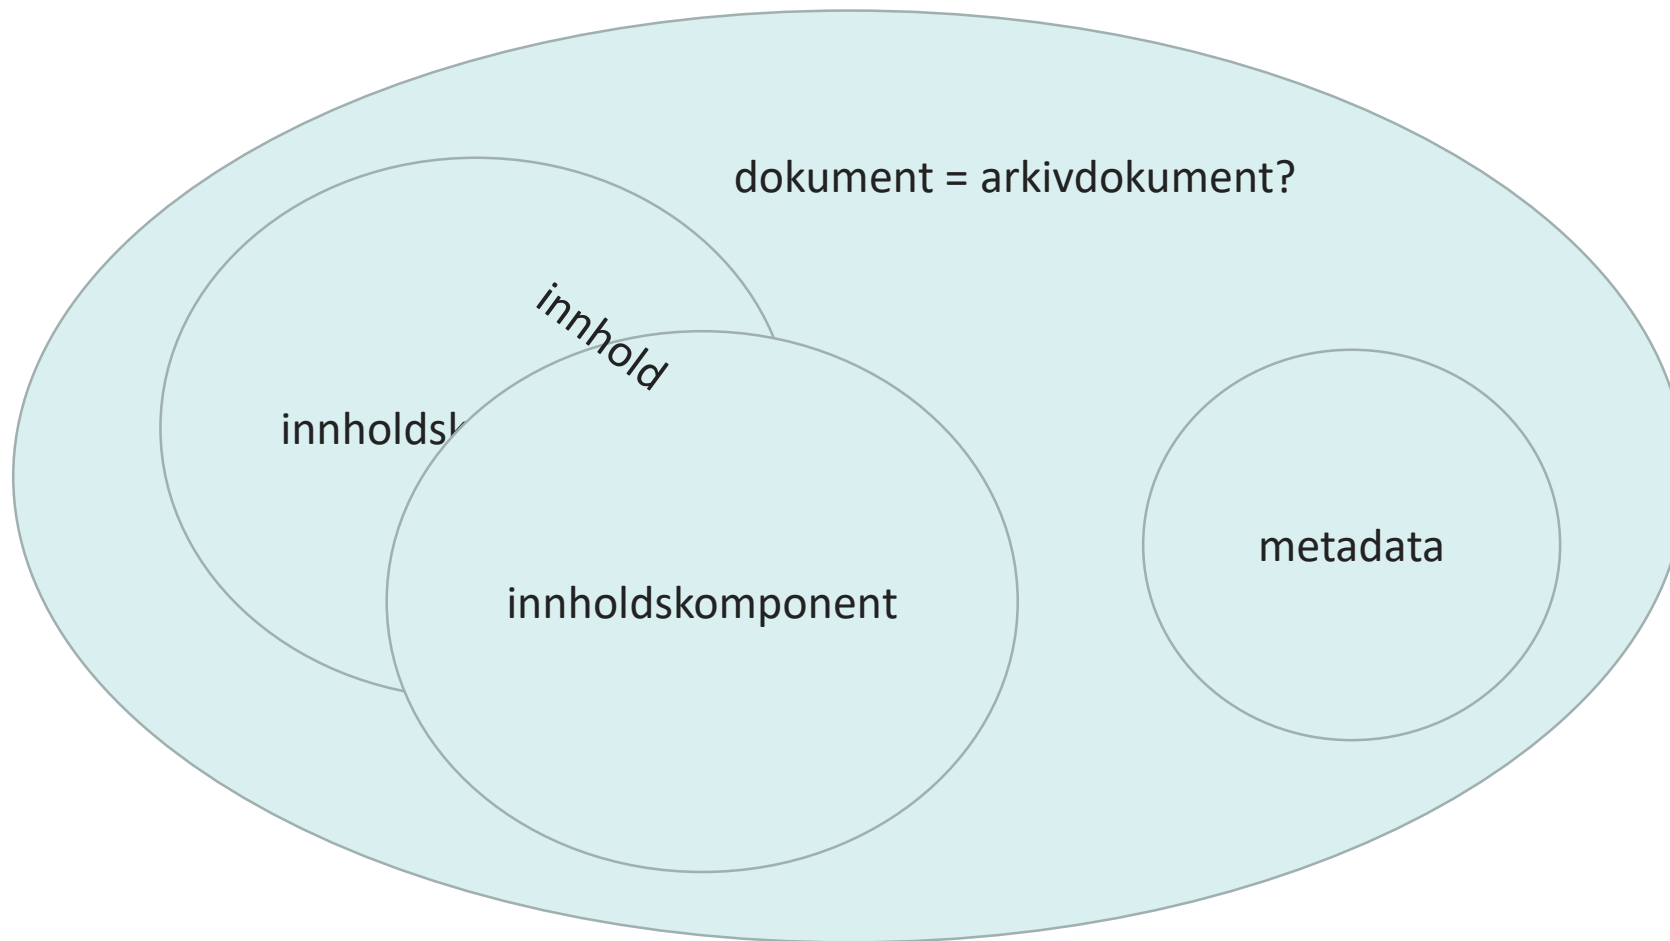 dokument = arkivdokument?
innhold
innholdsk
innholdskomponent
metadata